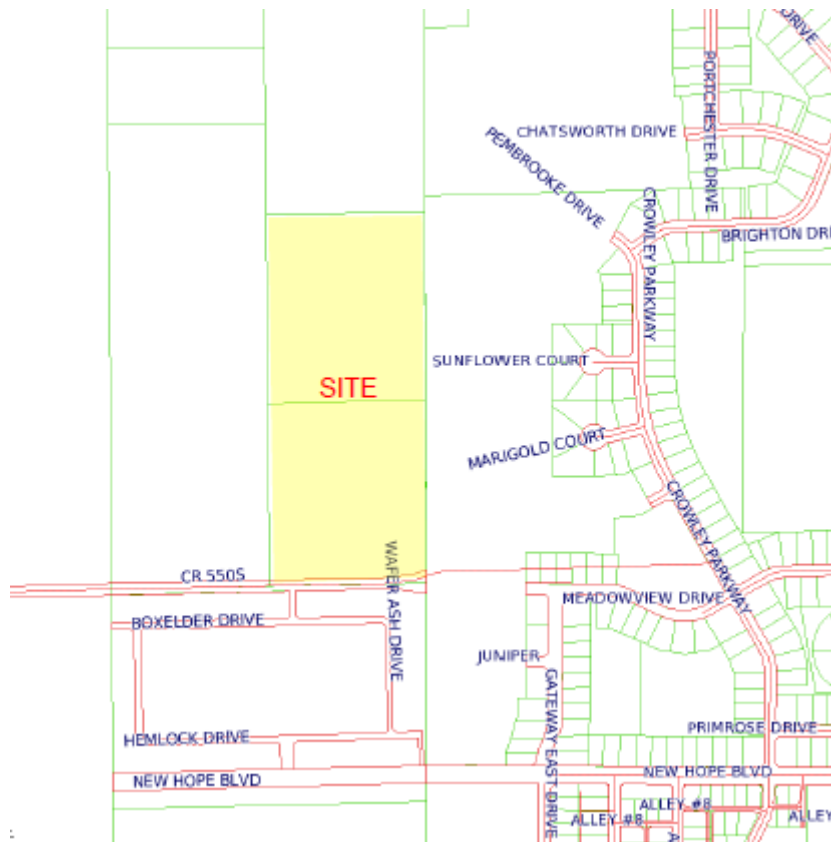 DRIVE
PORTCHESTER DRIVE
CHATSWORTH DRIVE
PEMBROOKE DRIVE
CROWLEY PARKWAY
BRIGHTON DRI
SUNFLOWER COURT
SITE
MARIGOLD COURT
CROWLEY PARKWAY
WAFER ASH DRIVE
CR 550S
MEADOWVIEW DRIVE
BOXELDER DRIVE
JUNIPER
GATEWAY EAST DRIVE
PRIMROSE DRIVE
HEMLOCK DRIVE
NEW HOPE BLVD
NEW HOPE BLVD
ALLEY #8
ALLEY #8
ALLEY
A